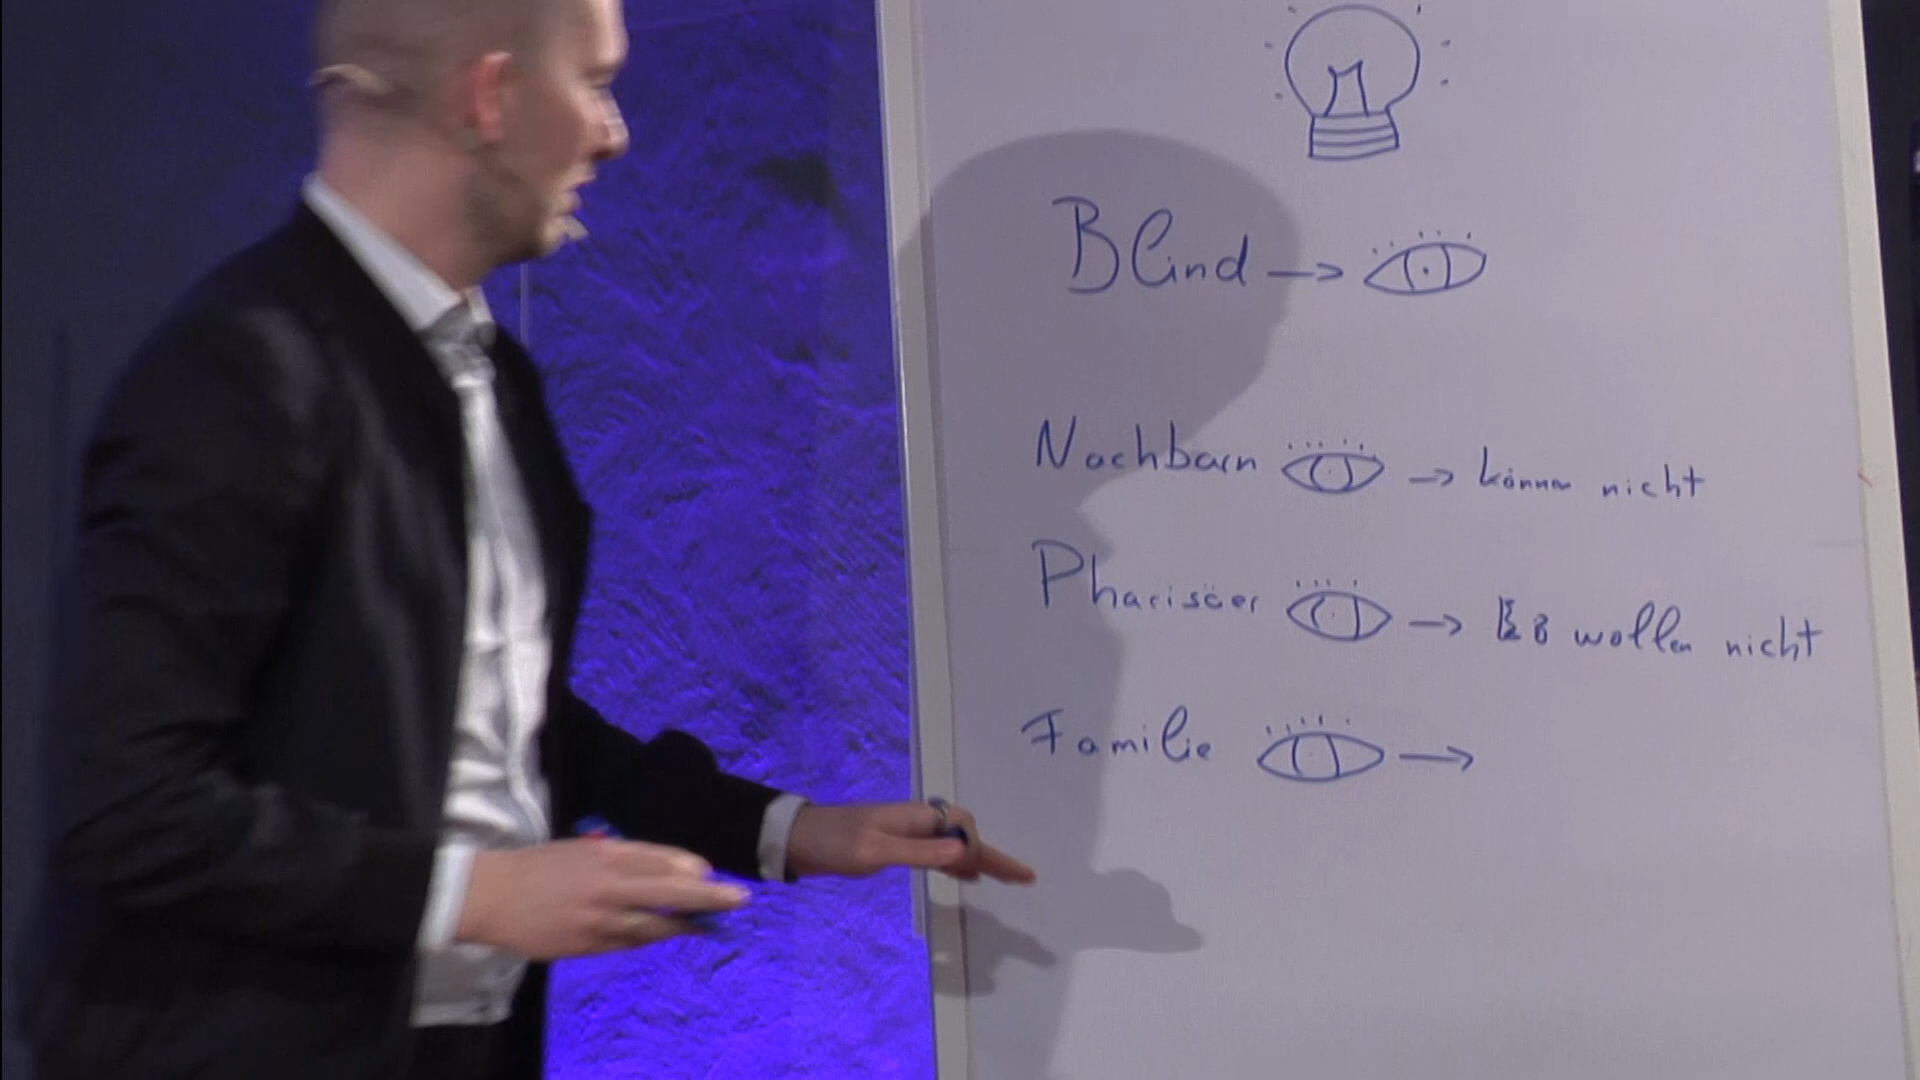 Blind →
Nachbarn → können nicht
Pharisäer → wollen nicht
Familie →